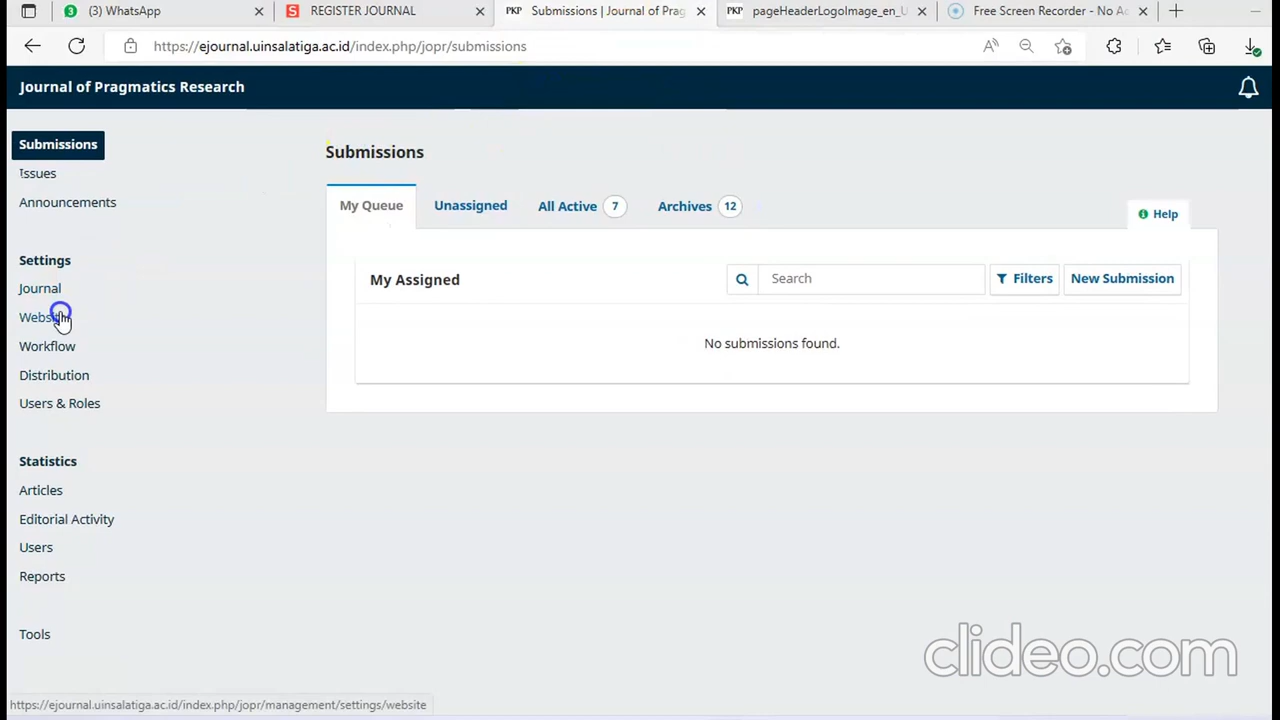 (3) WhatsApp
REGISTER JOURNAL
Submissions | Journal of Prag
pageHeaderLogoImage_en_U
Free Screen Recorder - No Ac
https://ejournal.uinsalatiga.ac.id/index.php/jopr/submissions
Journal of Pragmatics Research
Submissions
Issues
Announcements
Settings
Journal
Website
Workflow
Distribution
Users & Roles
Statistics
Articles
Editorial Activity
Users
Reports
Tools
Submissions
My Queue Unassigned All Active 7 Archives 12
Help
My Assigned Search Filters New Submission
No submissions found.
clideo.com
https://ejournal.uinsalatiga.ac.id/index.php/jopr/management/settings/website